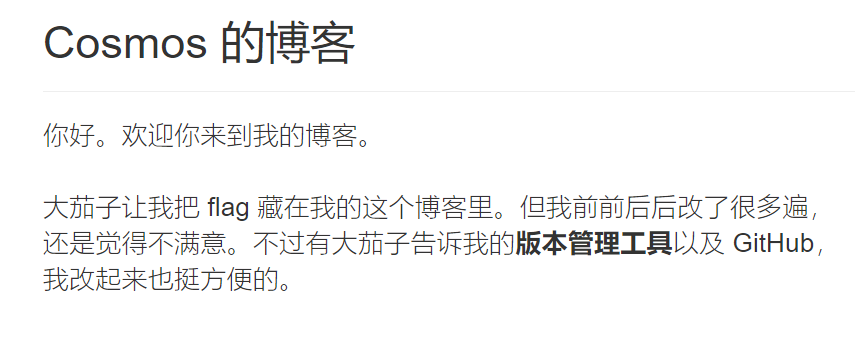 Cosmos 的博客
你好。欢迎你来到我的博客。
大茄子让我把 flag 藏在我的这个博客里。但我前前后后改了很多遍，
还是觉得不满意。不过有大茄子告诉我的版本管理工具以及 GitHub，
我改起来也挺方便的。